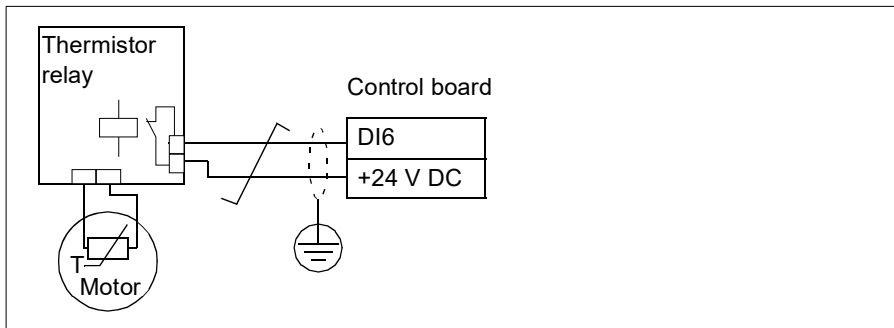 Thermistor
relay
Control board
DI6
+24 V DC
T
Motor